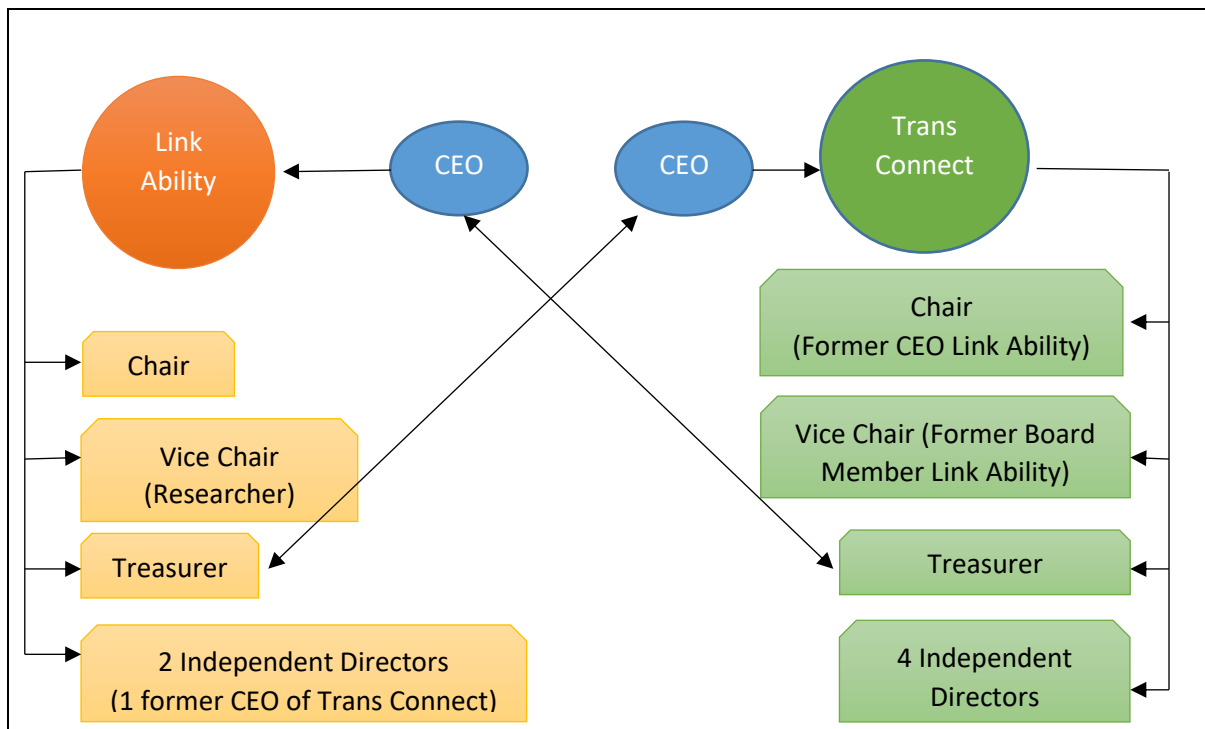 Link
Ability
CEO
CEO
Trans
Connect
Chair
Vice Chair
(Researcher)
Treasurer
2 Independent Directors
(1 former CEO of Trans Connect)
Chair
(Former CEO Link Ability)
Vice Chair (Former Board
Member Link Ability)
Treasurer
4 Independent
Directors